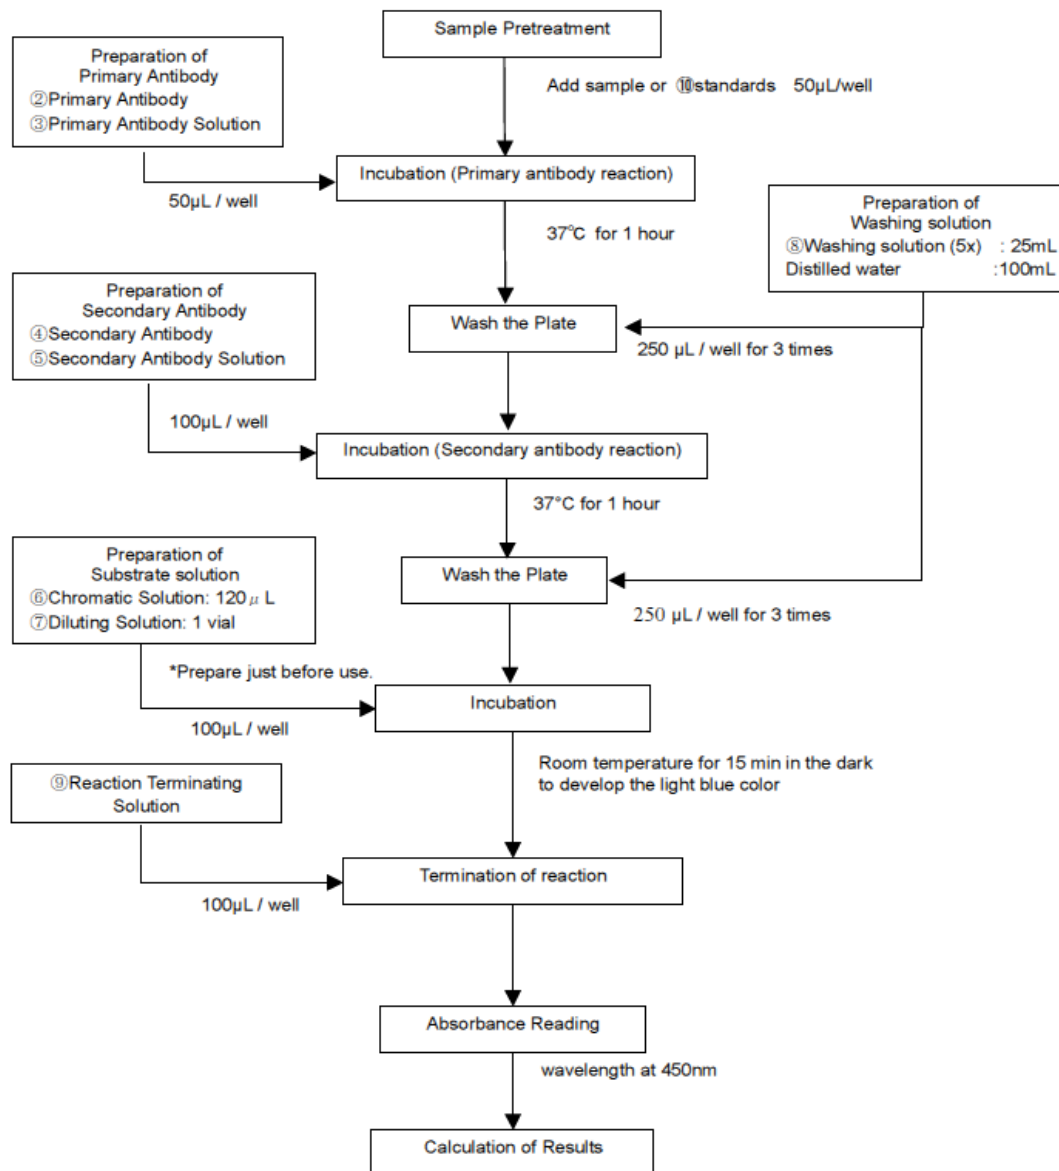 Sample Pretreatment
Preparation of
Primary Antibody
②Primary Antibody
③Primary Antibody Solution
Add sample or ⑩standards 50μL/well
Incubation (Primary antibody reaction)
50μL / well
37℃ for 1 hour
Preparation of
Washing solution
⑧Washing solution (5x) : 25mL
Distilled water :100mL
Preparation of
Secondary Antibody
④Secondary Antibody
⑤Secondary Antibody Solution
Wash the Plate
250 μL / well for 3 times
100μL / well
Incubation (Secondary antibody reaction)
37°C for 1 hour
Preparation of
Substrate solution
⑥Chromatic Solution: 120μL
⑦Diluting Solution: 1 vial
Wash the Plate
250 μL / well for 3 times
*Prepare just before use.
Incubation
100μL / well
Room temperature for 15 min in the dark
to develop the light blue color
⑨Reaction Terminating
Solution
Termination of reaction
100μL / well
Absorbance Reading
wavelength at 450nm
Calculation of Results